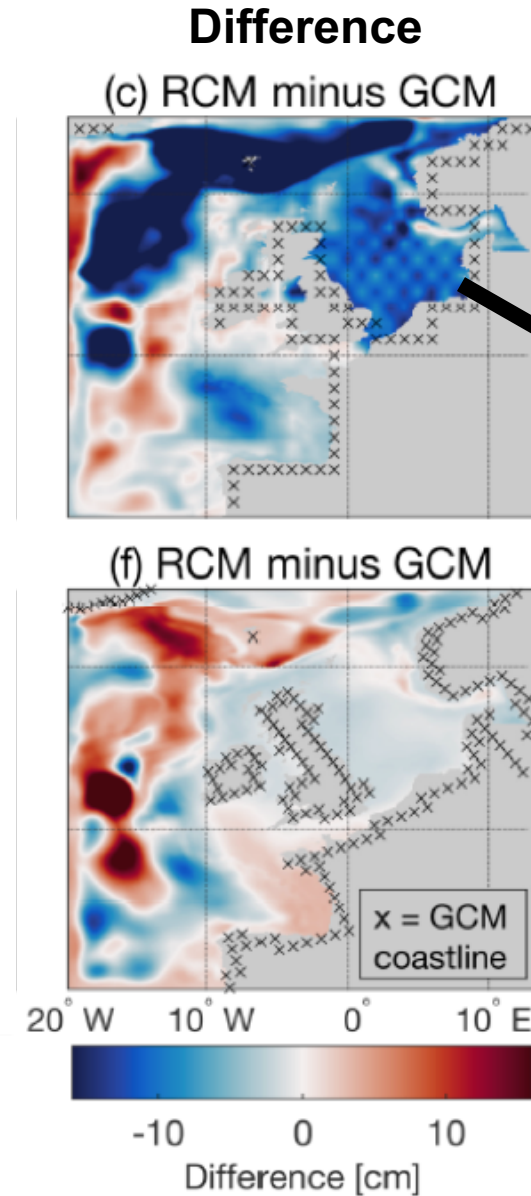 Difference
(c) RCM minus GCM
(f) RCM minus GCM
x = GCM
coastline
20° W 10° W 0° 10° E
-10 0 10
Difference [cm]